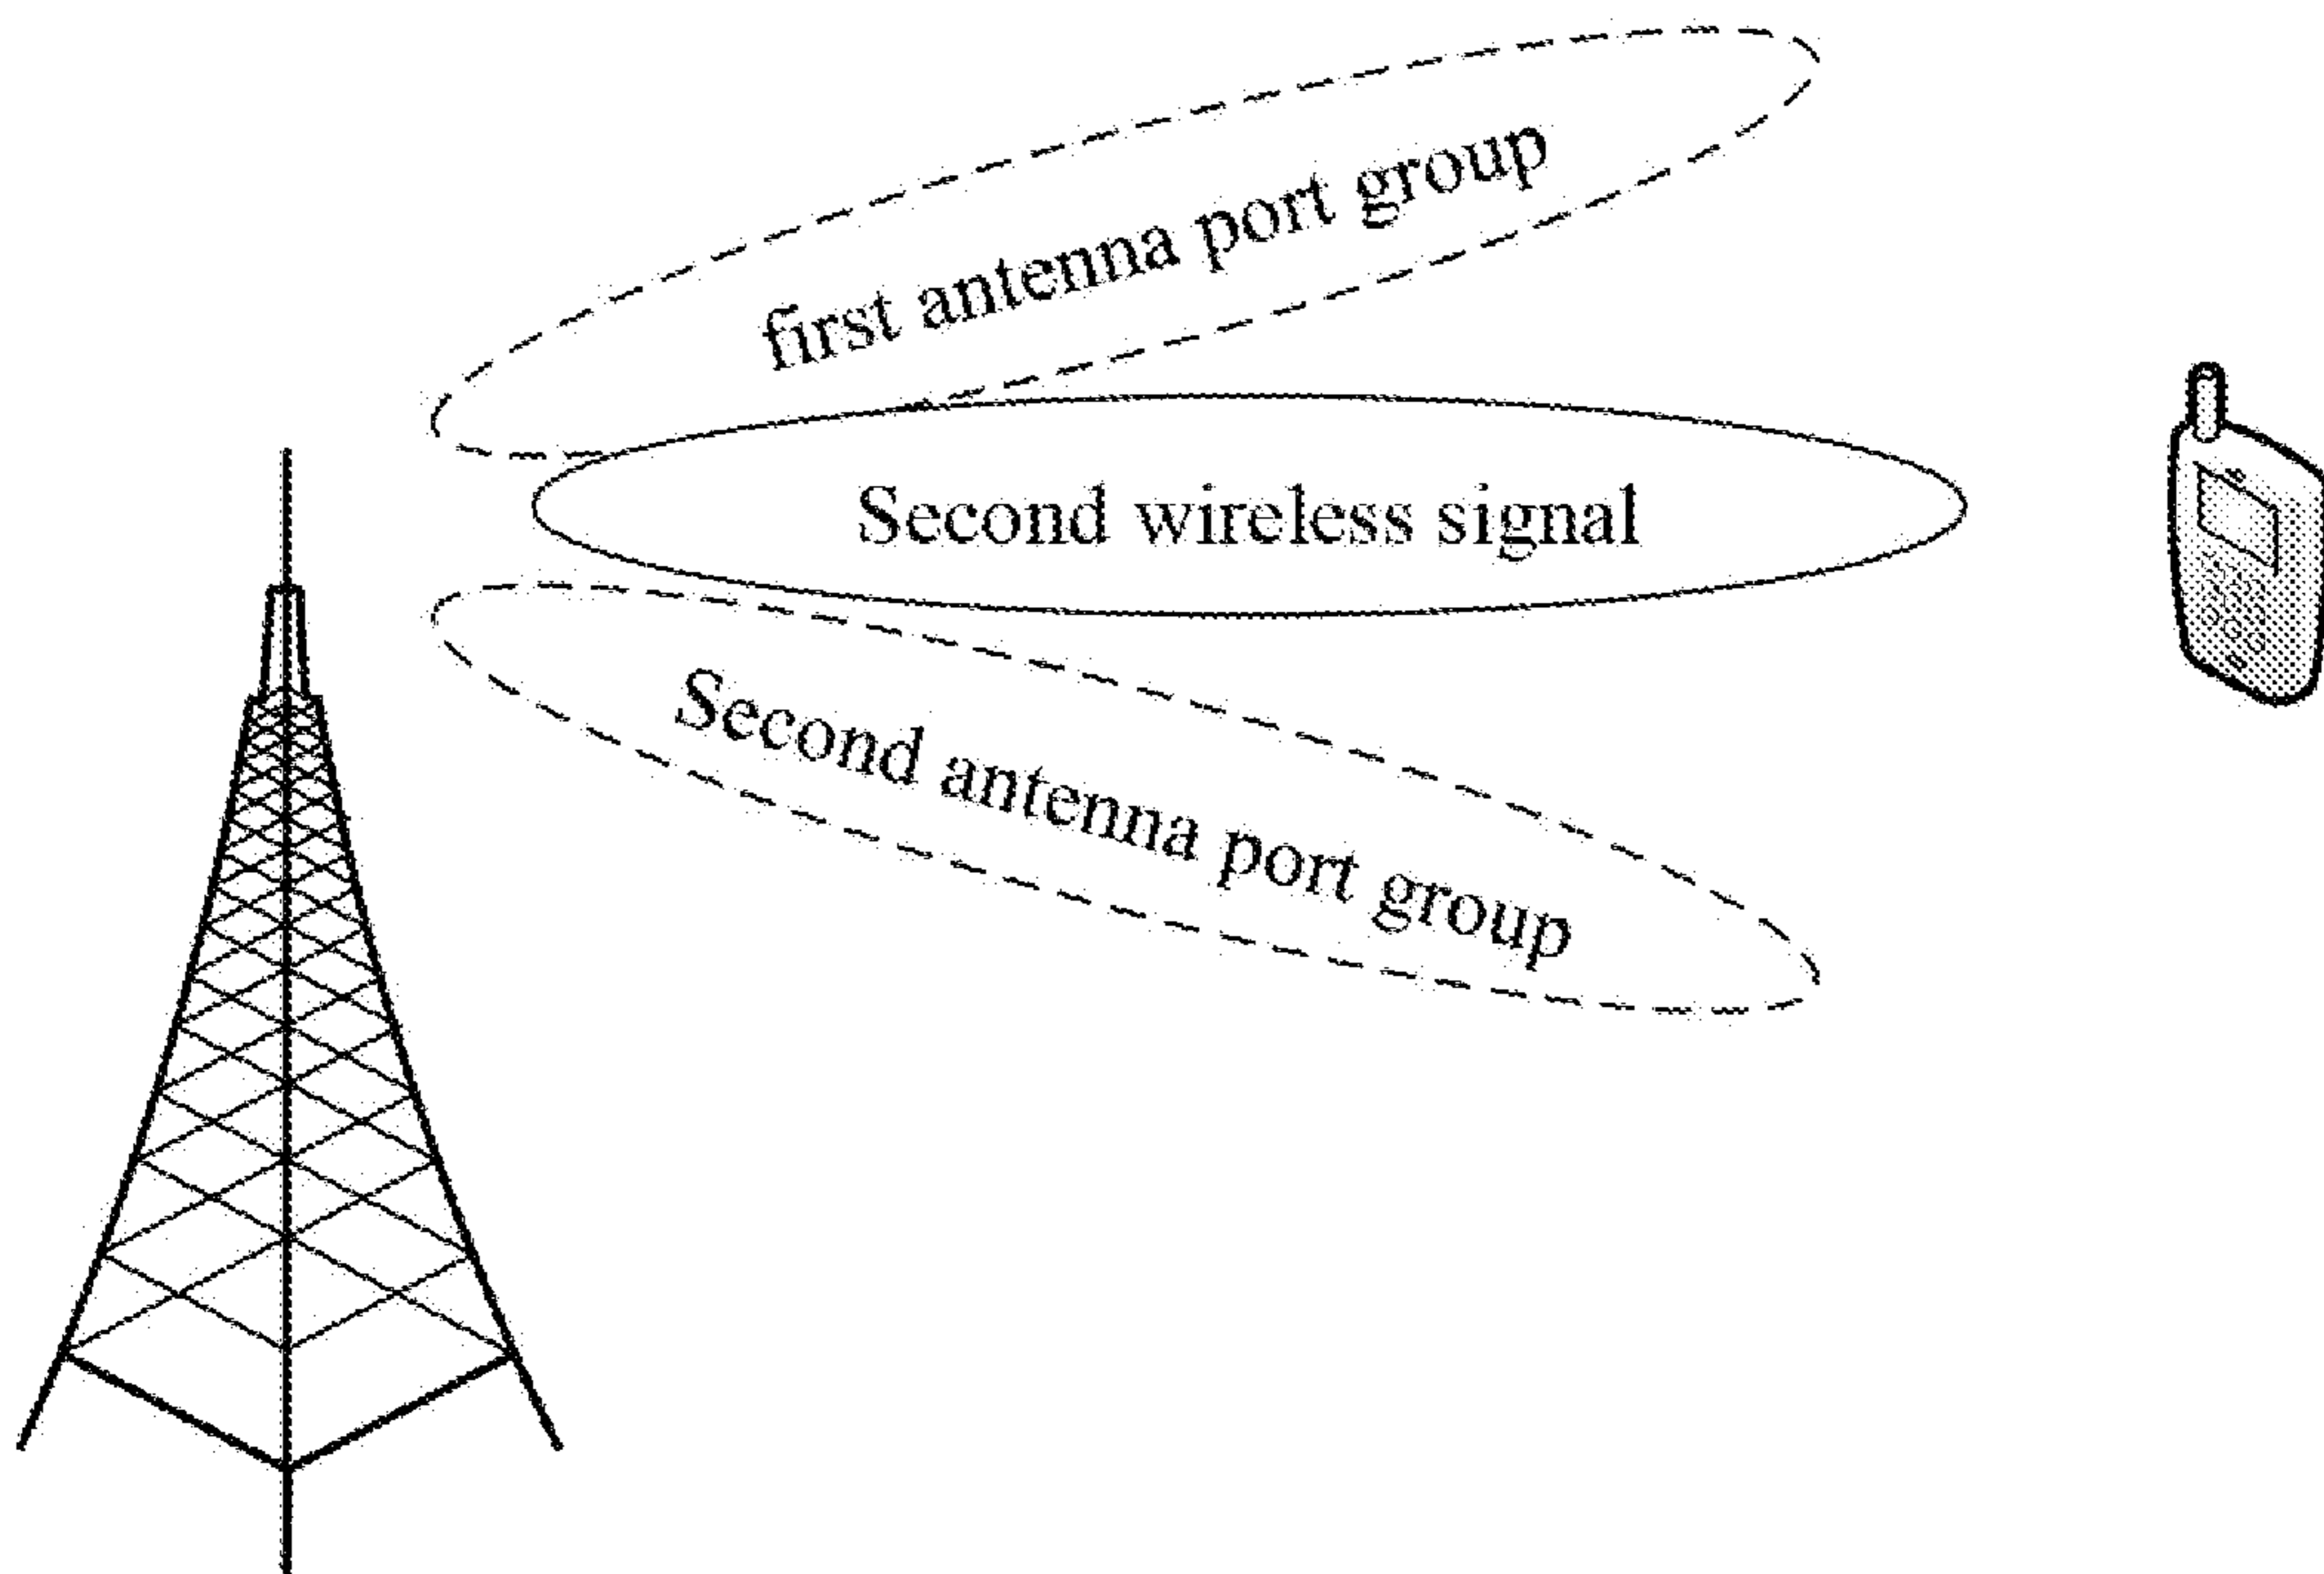 first antenna port group
Second wireless signal
Second antenna port group